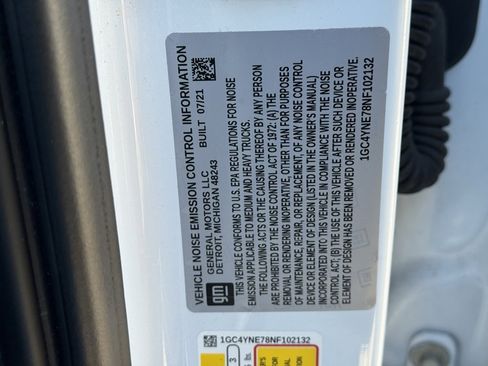 VEHICLE NOISE EMISSION CONTROL INFORMATION
GENERAL MOTORS LLC BUILT 07/21
DETROIT, MICHIGAN 48243
gm
THIS VEHICLE CONFORMS TO U.S. EPA REGULATIONS FOR NOISE
EMISSION APPLICABLE TO MEDIUM AND HEAVY TRUCKS.
THE FOLLOWING ACTS OR THE CAUSING THEREOF BY ANY PERSON
ARE PROHIBITED BY THE NOISE CONTROL ACT OF 1972: (A) THE
REMOVAL OR RENDERING INOPERATIVE, OTHER THAN FOR PURPOSES
OF MAINTENANCE, REPAIR, OR REPLACEMENT, OF ANY NOISE CONTROL
DEVICE OR ELEMENT OF DESIGN (LISTED IN THE OWNER'S MANUAL)
INCORPORATED INTO THIS VEHICLE IN COMPLIANCE WITH THE NOISE
CONTROL ACT; (B) THE USE OF THIS VEHICLE AFTER SUCH DEVICE OR
ELEMENT OF DESIGN HAS BEEN REMOVED OR RENDERED INOPERATIVE.
1GC4YNE78NF102132
1GC4YNE78NF102132
3
lbs.